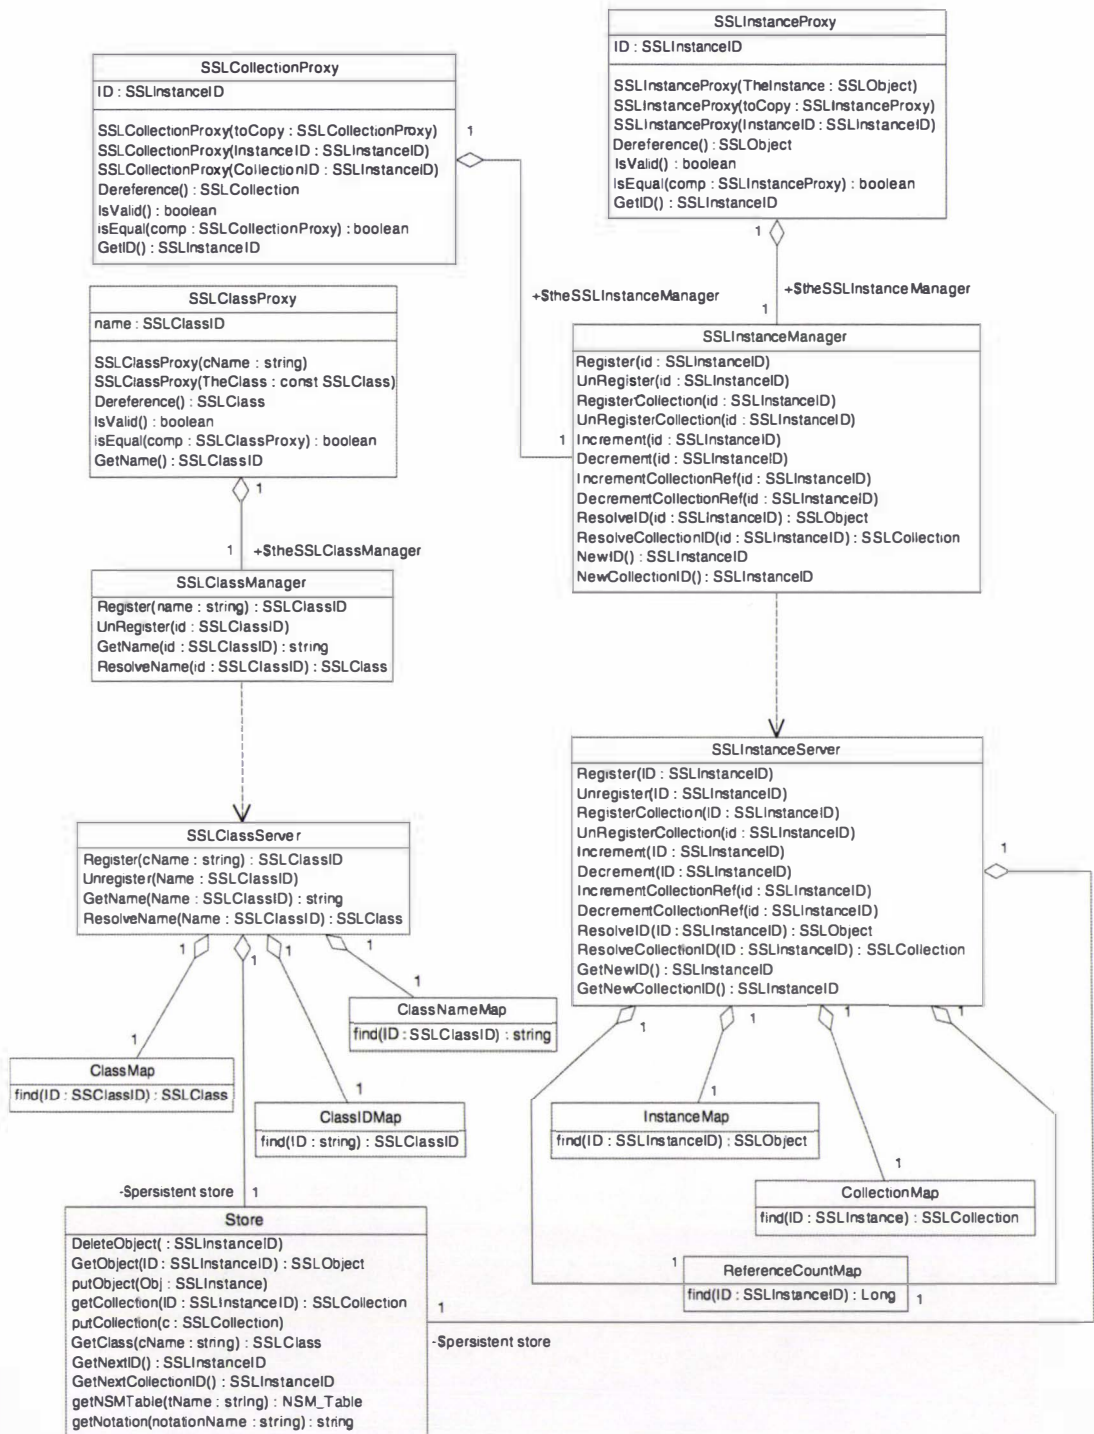 SSLInstanceProxy
ID : SSLInstanceID
SSLInstanceProxy(TheInstance : SSLObject)
SSLInstanceProxy(toCopy : SSLInstanceProxy)
SSLInstanceProxy(InstanceID : SSLInstanceID)
Dereference() : SSLObject
IsValid() : boolean
IsEqual(comp : SSLInstanceProxy) : boolean
GetID() : SSLInstanceID
SSLCollectionProxy
ID : SSLInstanceID
SSLCollectionProxy(toCopy : SSLCollectionProxy)
SSLCollectionProxy(InstanceID : SSLInstanceID)
SSLCollectionProxy(CollectionID : SSLInstanceID)
Dereference() : SSLCollection
IsValid() : boolean
isEqual(comp : SSLCollectionProxy) : boolean
GetID() : SSLInstanceID
1
1
+$theSSLInstanceManager
+$theSSLInstanceManager
1
1
SSLClassProxy
name : SSLClassID
SSLClassProxy(cName : string)
SSLClassProxy(TheClass : const SSLClass)
Dereference() : SSLClass
IsValid() : boolean
isEqual(comp : SSLClassProxy) : boolean
GetName() : SSLClassID
1
1
+$theSSLClassManager
SSLInstanceManager
Register(id : SSLInstanceID)
UnRegister(id : SSLInstanceID)
RegisterCollection(id : SSLInstanceID)
UnRegisterCollection(id : SSLInstanceID)
Increment(id : SSLInstanceID)
Decrement(id : SSLInstanceID)
IncrementCollectionRef(id : SSLInstanceID)
DecrementCollectionRef(id : SSLInstanceID)
ResolveID(id : SSLInstanceID) : SSLObject
ResolveCollectionID(id : SSLInstanceID) : SSLCollection
NewID() : SSLInstanceID
NewCollectionID() : SSLInstanceID
SSLClassManager
Register(name : string) : SSLClassID
UnRegister(id : SSLClassID)
GetName(id : SSLClassID) : string
ResolveName(id : SSLClassID) : SSLClass
SSLInstanceServer
Register(ID : SSLInstanceID)
Unregister(ID : SSLInstanceID)
RegisterCollection(ID : SSLInstanceID)
UnRegisterCollection(id : SSLInstanceID)
Increment(ID : SSLInstanceID)
Decrement(ID : SSLInstanceID)
IncrementCollectionRef(id : SSLInstanceID)
DecrementCollectionRef(id : SSLInstanceID)
ResolveID(ID : SSLInstanceID) : SSLObject
ResolveCollectionID(ID : SSLInstanceID) : SSLCollection
GetNewID() : SSLInstanceID
GetNewCollectionID() : SSLInstanceID
1
SSLClassServer
Register(cName : string) : SSLClassID
Unregister(Name : SSLClassID)
GetName(Name : SSLClassID) : string
ResolveName(Name : SSLClassID) : SSLClass
1
1
1
1
1
ClassNameMap
find(ID : SSLClassID) : string
1
ClassMap
find(ID : SSClassID) : SSLClass
1
ClassIDMap
find(ID : string) : SSLClassID
1
1
1
1
1
InstanceMap
find(ID : SSLInstanceID) : SSLObject
1
CollectionMap
find(ID : SSLInstance) : SSLCollection
1
ReferenceCountMap
find(ID : SSLInstanceID) : Long
1
-$persistent store
1
Store
DeleteObject( : SSLInstanceID)
GetObject(ID : SSLInstanceID) : SSLObject
putObject(Obj : SSLInstance)
getCollection(ID : SSLInstanceID) : SSLCollection
putCollection(c : SSLCollection)
GetClass(cName : string) : SSLClass
GetNextID() : SSLInstanceID
GetNextCollectionID() : SSLInstanceID
getNSMTable(tName : string) : NSM_Table
getNotation(notationName : string) : string
1
-$persistent store